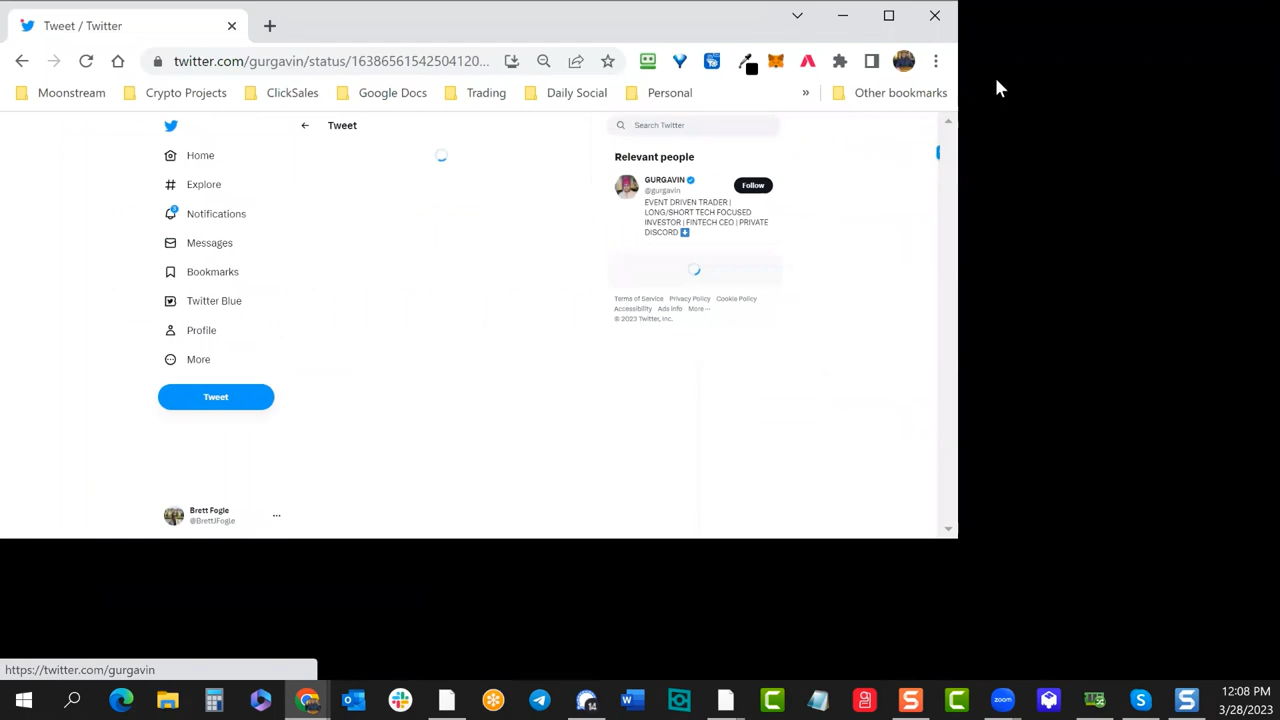 Tweet / Twitter
twitter.com/gurgavin/status/16386561542504120...
Moonstream
Crypto Projects
ClickSales
Google Docs
Trading
Daily Social
Personal
»
Other bookmarks
Home
Explore
Notifications
Messages
Bookmarks
Twitter Blue
Profile
More
Tweet
Brett Fogle
@BrettJFogle
Tweet
Search Twitter
Relevant people
GURGAVIN
@gurgavin
Follow
EVENT DRIVEN TRADER |
LONG/SHORT TECH FOCUSED
INVESTOR | FINTECH CEO | PRIVATE
DISCORD
Terms of Service Privacy Policy Cookie Policy
Accessibility Ads info More ···
© 2023 Twitter, Inc.
https://twitter.com/gurgavin
12:08 PM
3/28/2023